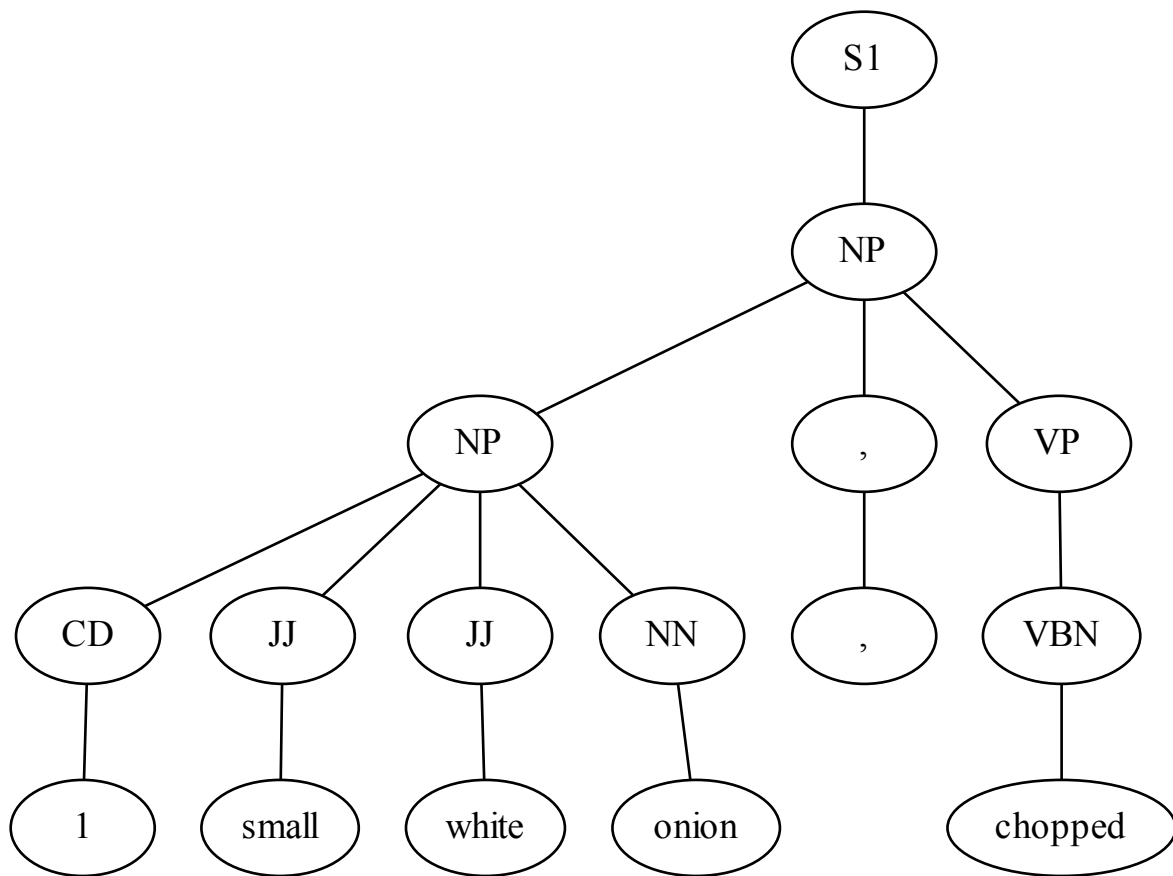 S1
NP
NP , VP
CD JJ JJ NN , VBN
1 small white onion chopped